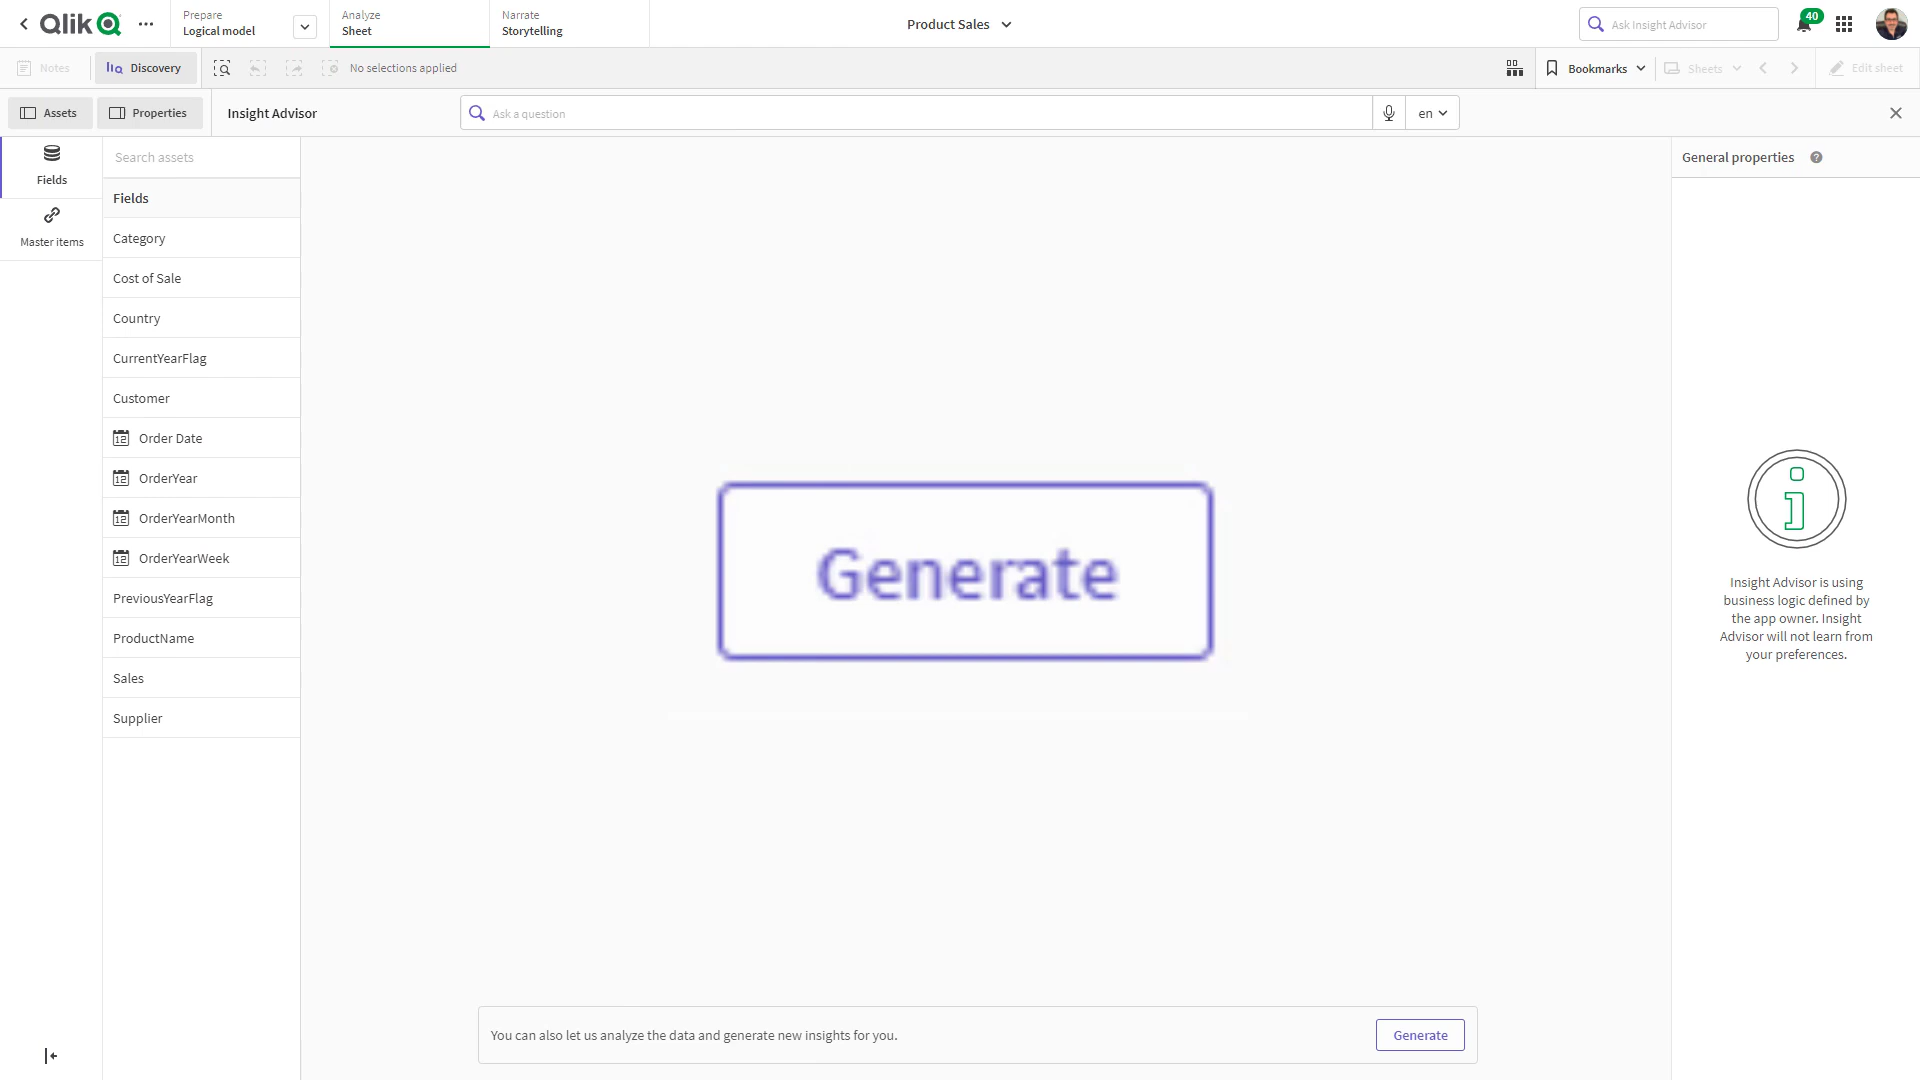 Qlik
Prepare
Logical model
Analyze
Sheet
Narrate
Storytelling
Product Sales
Ask Insight Advisor
40
Notes
Discovery
No selections applied
Bookmarks
Sheets
Edit sheet
Assets
Properties
Insight Advisor
Ask a question
en
Fields
Master items
Search assets
Fields
Category
Cost of Sale
Country
CurrentYearFlag
Customer
12 Order Date
12 OrderYear
12 OrderYearMonth
12 OrderYearWeek
PreviousYearFlag
ProductName
Sales
Supplier
Generate
General properties ?
Insight Advisor is using
business logic defined by
the app owner. Insight
Advisor will not learn from
your preferences.
You can also let us analyze the data and generate new insights for you.
Generate